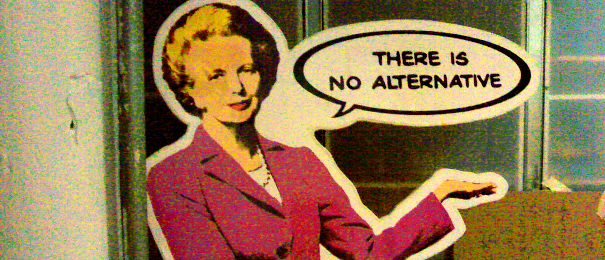 THERE IS
NO ALTERNATIVE